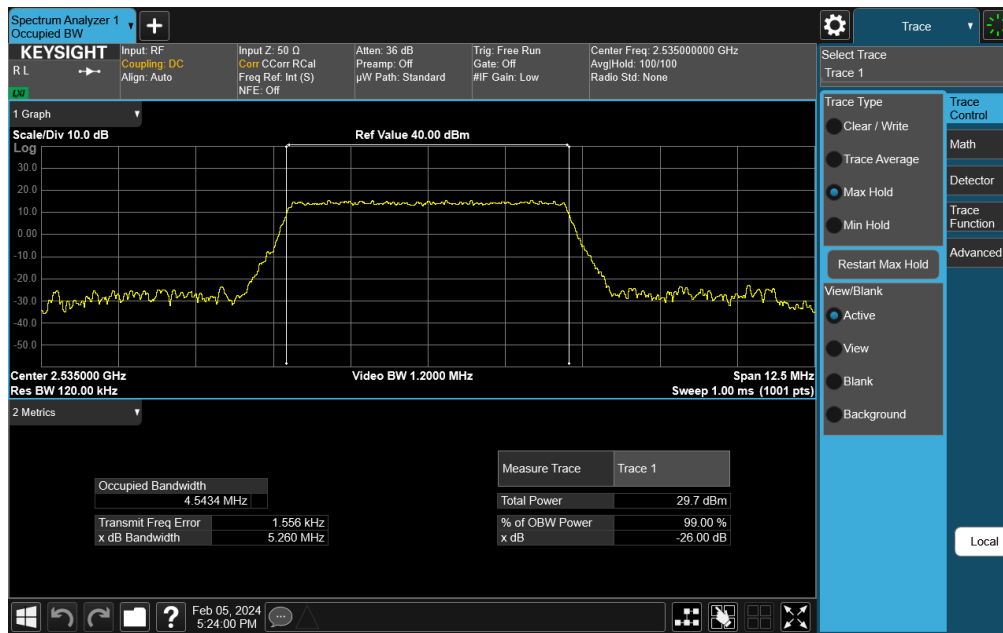 Spectrum Analyzer 1
Occupied BW
Trace
KEYSIGHT
R L
LXI
Input: RF
Coupling: DC
Align: Auto
Input Z: 50 Ω
Corr CCorr RCal
Freq Ref: Int (S)
NFE: Off
Atten: 36 dB
Preamp: Off
µW Path: Standard
Trig: Free Run
Gate: Off
#IF Gain: Low
Center Freq: 2.535000000 GHz
Avg|Hold: 100/100
Radio Std: None
Select Trace
Trace 1
1 Graph
Scale/Div 10.0 dB
Ref Value 40.00 dBm
Log
30.0
20.0
10.0
0.00
-10.0
-20.0
-30.0
-40.0
-50.0
Center 2.535000 GHz
Video BW 1.2000 MHz
Span 12.5 MHz
Res BW 120.00 kHz
Sweep 1.00 ms (1001 pts)
2 Metrics
Occupied Bandwidth
4.5434 MHz
Transmit Freq Error 1.556 kHz
x dB Bandwidth 5.260 MHz
Measure Trace Trace 1
Total Power 29.7 dBm
% of OBW Power 99.00 %
x dB -26.00 dB
Trace Type
Clear / Write
Trace Average
Max Hold
Min Hold
Restart Max Hold
View/Blank
Active
View
Blank
Background
Trace
Control
Math
Detector
Trace
Function
Advanced
Local
?
Feb 05, 2024
5:24:00 PM